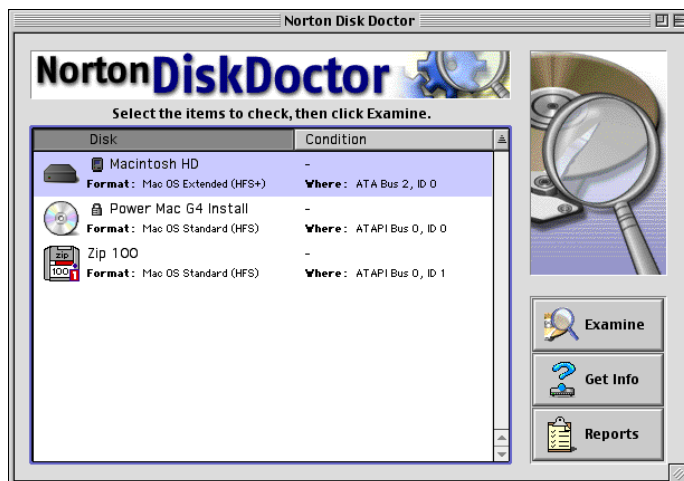 Norton Disk Doctor
Norton DiskDoctor
Select the items to check, then click Examine.
Disk Condition
Macintosh HD -
Format: Mac OS Extended (HFS+) Where: ATA Bus 2, ID 0
Power Mac G4 Install -
Format: Mac OS Standard (HFS) Where: ATAPI Bus 0, ID 0
zip
100
Zip 100 -
Format: Mac OS Standard (HFS) Where: ATAPI Bus 0, ID 1
Examine
Get Info
Reports